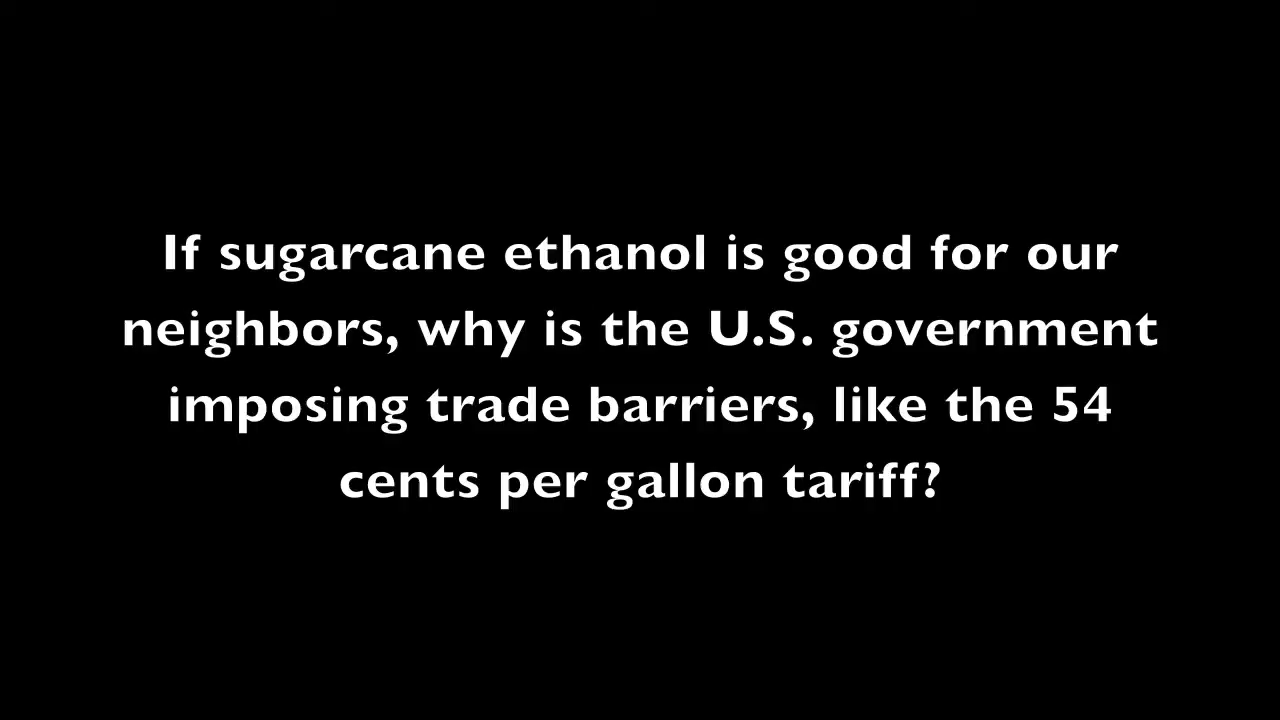 If sugarcane ethanol is good for our
neighbors, why is the U.S. government
imposing trade barriers, like the 54
cents per gallon tariff?